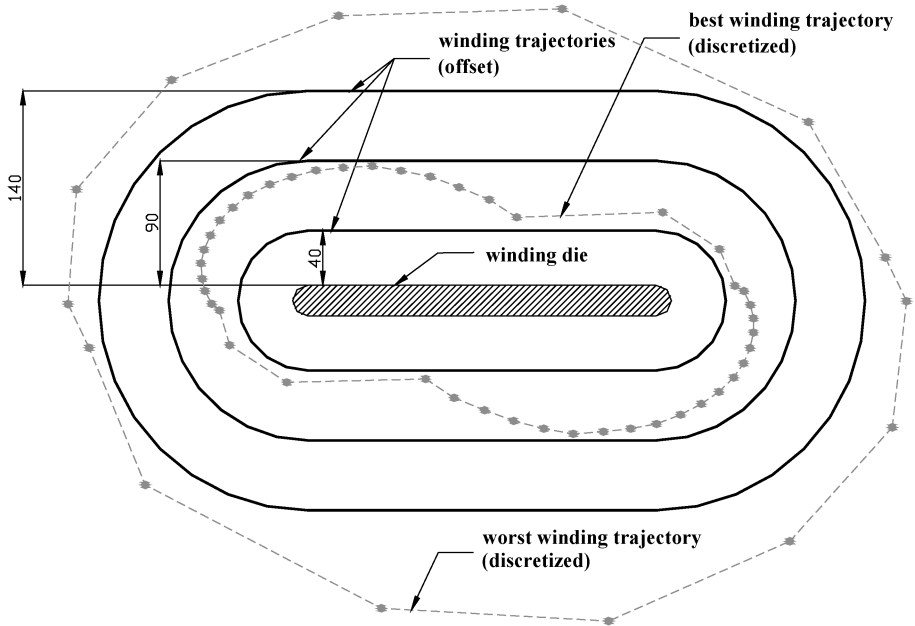 best winding trajectory
(discretized)
winding trajectories
(offset)
140
90
40
winding die
worst winding trajectory
(discretized)